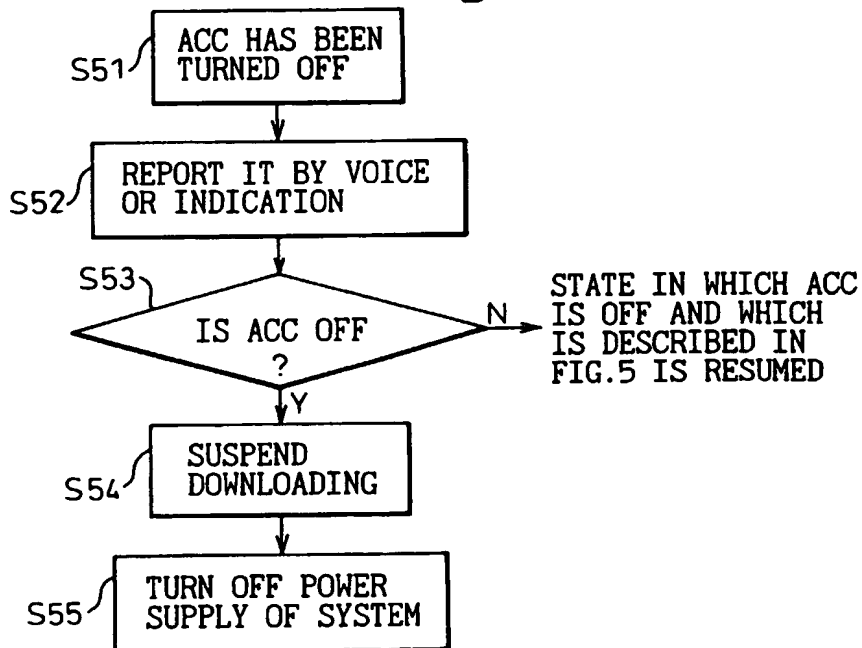 S51
ACC HAS BEEN
TURNED OFF
S52
REPORT IT BY VOICE
OR INDICATION
S53
IS ACC OFF
?
N
STATE IN WHICH ACC
IS OFF AND WHICH
IS DESCRIBED IN
FIG.5 IS RESUMED
Y
S54
SUSPEND
DOWNLOADING
S55
TURN OFF POWER
SUPPLY OF SYSTEM